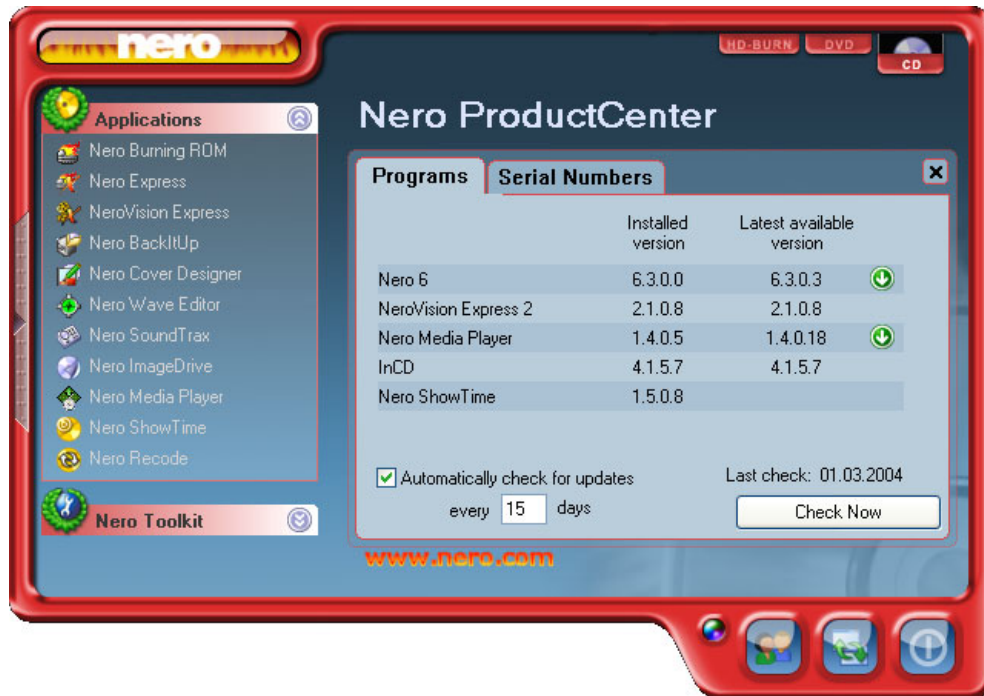 nero
HD-BURN
DVD
CD
Applications
Nero Burning ROM
Nero Express
NeroVision Express
Nero BackItUp
Nero Cover Designer
Nero Wave Editor
Nero SoundTrax
Nero ImageDrive
Nero Media Player
Nero ShowTime
Nero Recode
Nero Toolkit
Nero ProductCenter
Programs
Serial Numbers
Installed version
Latest available version
Nero 6 6.3.0.0 6.3.0.3
NeroVision Express 2 2.1.0.8 2.1.0.8
Nero Media Player 1.4.0.5 1.4.0.18
InCD 4.1.5.7 4.1.5.7
Nero ShowTime 1.5.0.8
Automatically check for updates
every 15 days
Last check: 01.03.2004
Check Now
www.nero.com